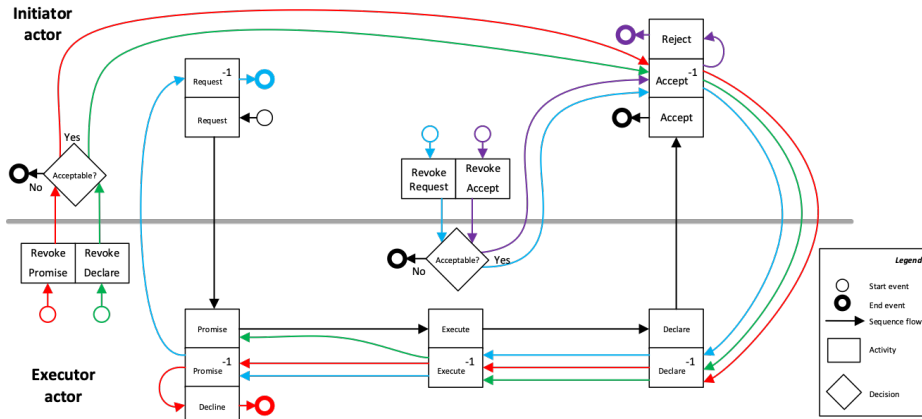 Initiator
actor
Reject
Accept -1
Accept
Request -1
Request
Yes
Acceptable?
No
Revoke
Request
Revoke
Accept
Revoke
Promise
Revoke
Declare
Acceptable?
Yes
No
Legend
Start event
End event
Sequence flow
Activity
Decision
Promise
Promise -1
Decline
Execute
Execute -1
Declare
Declare -1
Executor
actor